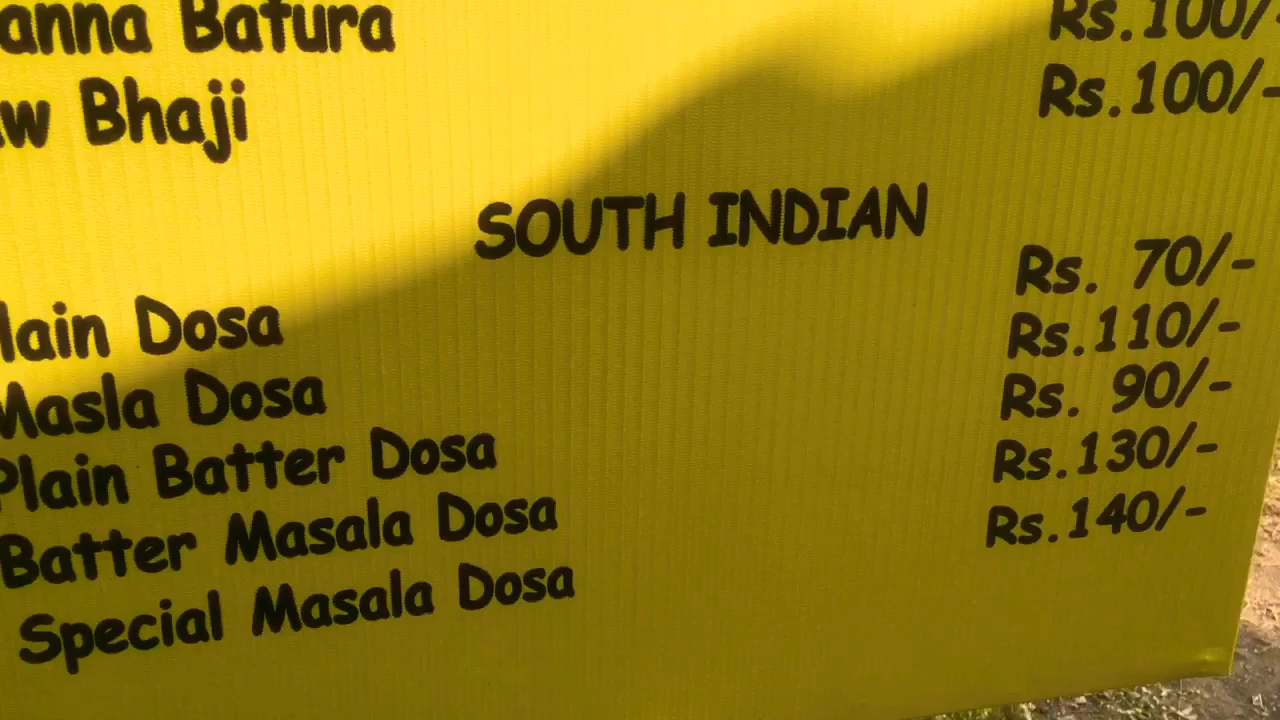 anna Batura Rs.100/-
aw Bhaji Rs.100/-
SOUTH INDIAN
lain Dosa Rs. 70/-
Masla Dosa Rs.110/-
Plain Batter Dosa Rs. 90/-
Batter Masala Dosa Rs.130/-
Special Masala Dosa Rs.140/-